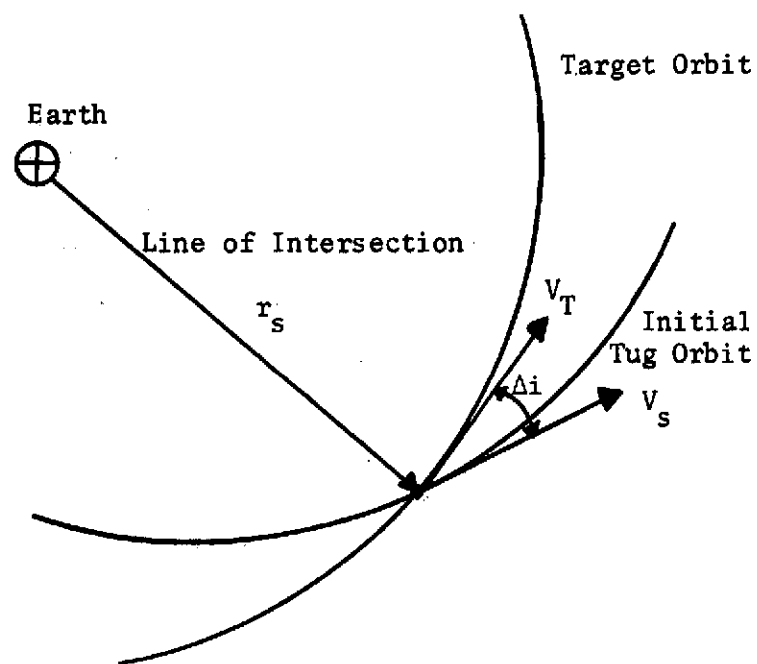 Target Orbit
Earth
Line of Intersection
r_s
V_T
Initial
Tug Orbit
Δi
V_s